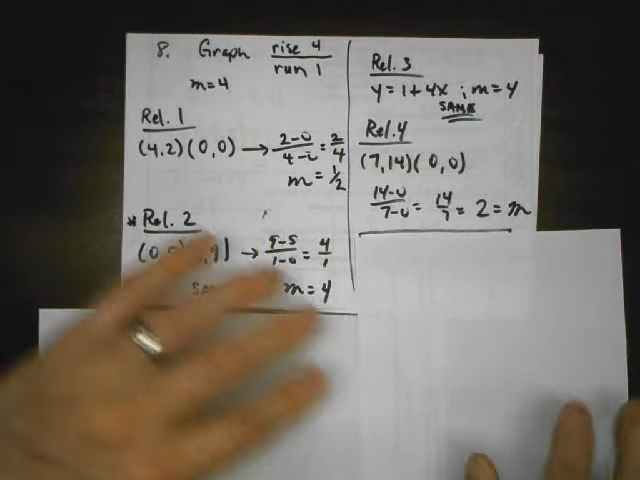 8. Graph rise 4
run 1
m=4
Rel. 1
(4,2)(0,0) → 2-0/4-0 = 2/4
m = 1/2
* Rel. 2
→ 9-5/1-0 = 4/1
m = 4
Rel. 3
y = 1 + 4x ; m = 4
SAME
Rel. 4
(7,14)(0,0)
14-0/7-0 = 14/7 = 2 = m